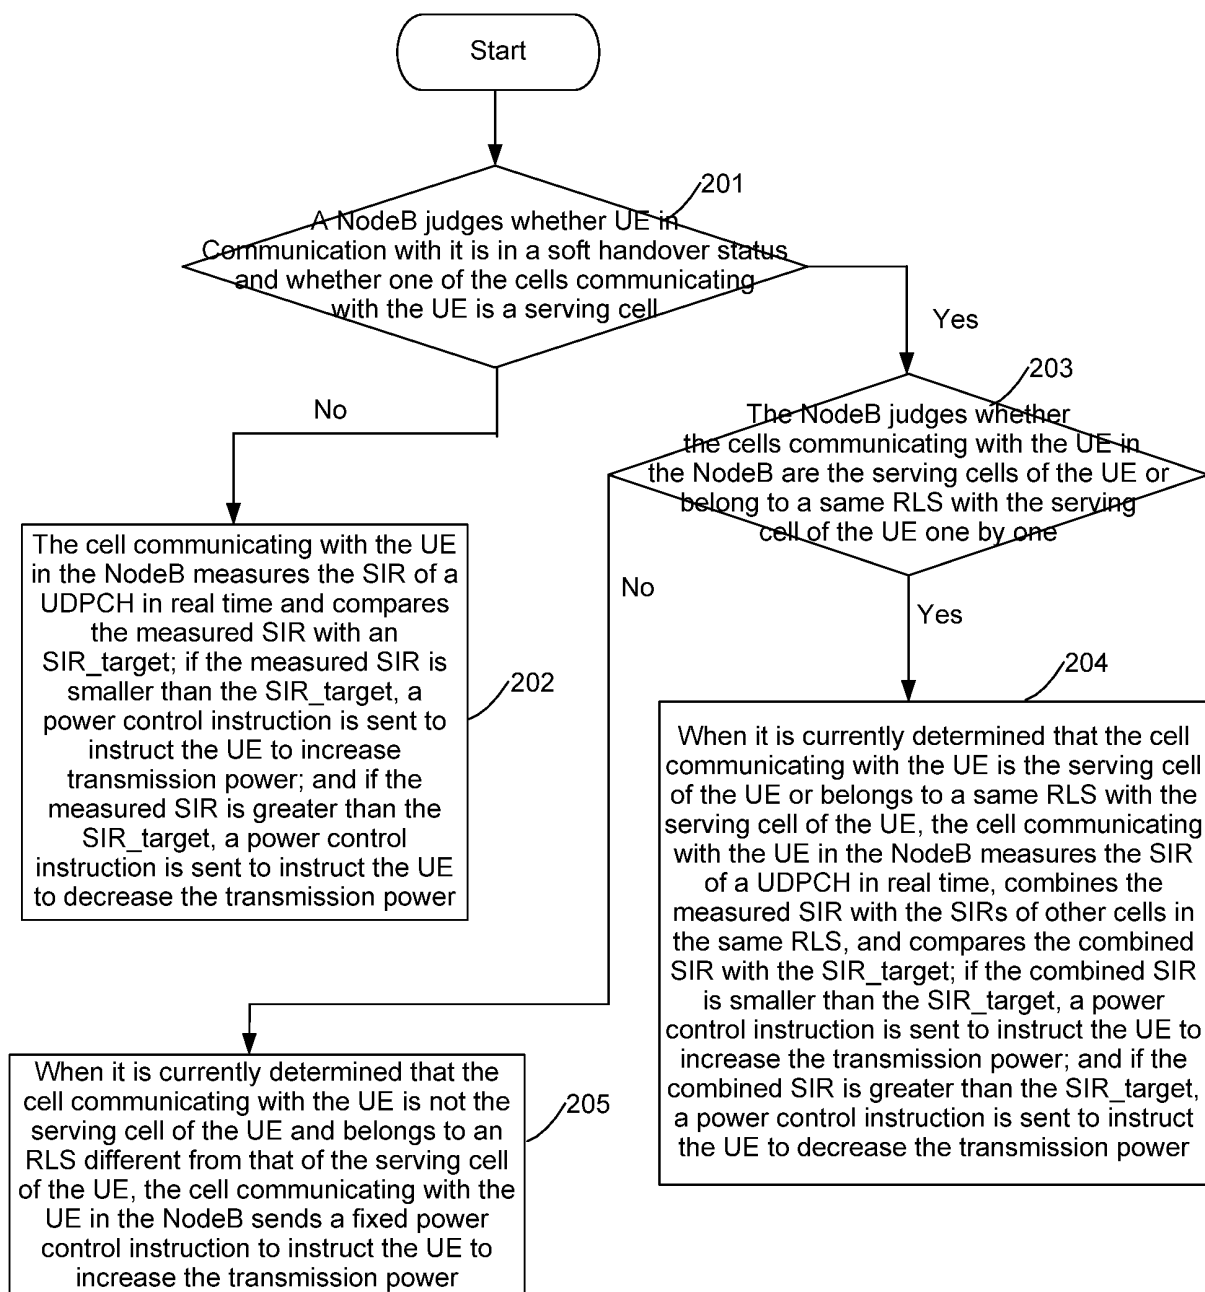 Start
201
A NodeB judges whether UE in
Communication with it is in a soft handover status
and whether one of the cells communicating
with the UE is a serving cell
Yes
No
203
The NodeB judges whether
the cells communicating with the UE in
the NodeB are the serving cells of the UE or
belong to a same RLS with the serving
cell of the UE one by one
No
Yes
The cell communicating with the UE
in the NodeB measures the SIR of a
UDPCH in real time and compares
the measured SIR with an
SIR_target; if the measured SIR is
smaller than the SIR_target, a
power control instruction is sent to
instruct the UE to increase
transmission power; and if the
measured SIR is greater than the
SIR_target, a power control
instruction is sent to instruct the UE
to decrease the transmission power
202
204
When it is currently determined that the cell
communicating with the UE is the serving cell
of the UE or belongs to a same RLS with the
serving cell of the UE, the cell communicating
with the UE in the NodeB measures the SIR
of a UDPCH in real time, combines the
measured SIR with the SIRs of other cells in
the same RLS, and compares the combined
SIR with the SIR_target; if the combined SIR
is smaller than the SIR_target, a power
control instruction is sent to instruct the UE to
increase the transmission power; and if the
combined SIR is greater than the SIR_target,
a power control instruction is sent to instruct
the UE to decrease the transmission power
When it is currently determined that the
cell communicating with the UE is not the
serving cell of the UE and belongs to an
RLS different from that of the serving cell
of the UE, the cell communicating with the
UE in the NodeB sends a fixed power
control instruction to instruct the UE to
increase the transmission power
205